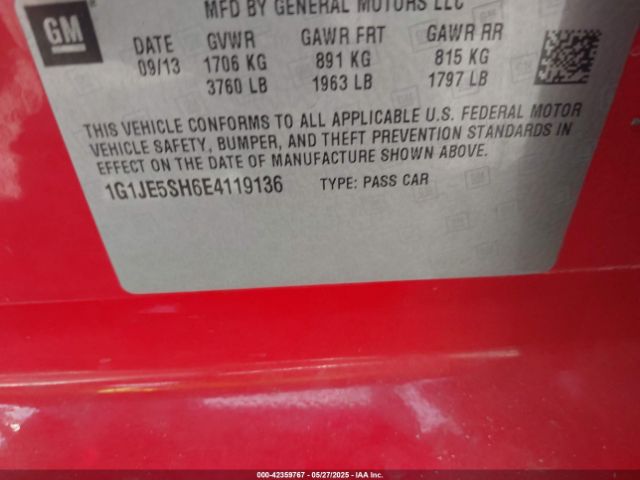 MFD BY GENERAL MOTORS LLC
GM
DATE GVWR GAWR FRT GAWR RR
09/13 1706 KG 891 KG 815 KG
3760 LB 1963 LB 1797 LB
THIS VEHICLE CONFORMS TO ALL APPLICABLE U.S. FEDERAL MOTOR
VEHICLE SAFETY, BUMPER, AND THEFT PREVENTION STANDARDS IN
EFFECT ON THE DATE OF MANUFACTURE SHOWN ABOVE.
1G1JE5SH6E4119136 TYPE: PASS CAR
000-42359767 - 05/27/2025 - IAA Inc.